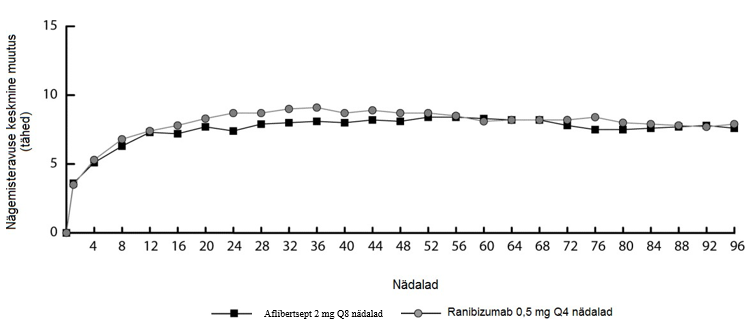 Nägemisteravuse keskmine muutus
(tähed)
15
10
5
0
4 8 12 16 20 24 28 32 36 40 44 48 52 56 60 64 68 72 76 80 84 88 92 96
Nädalad
Aflibertsept 2 mg Q8 nädalad
Ranibizumab 0,5 mg Q4 nädalad